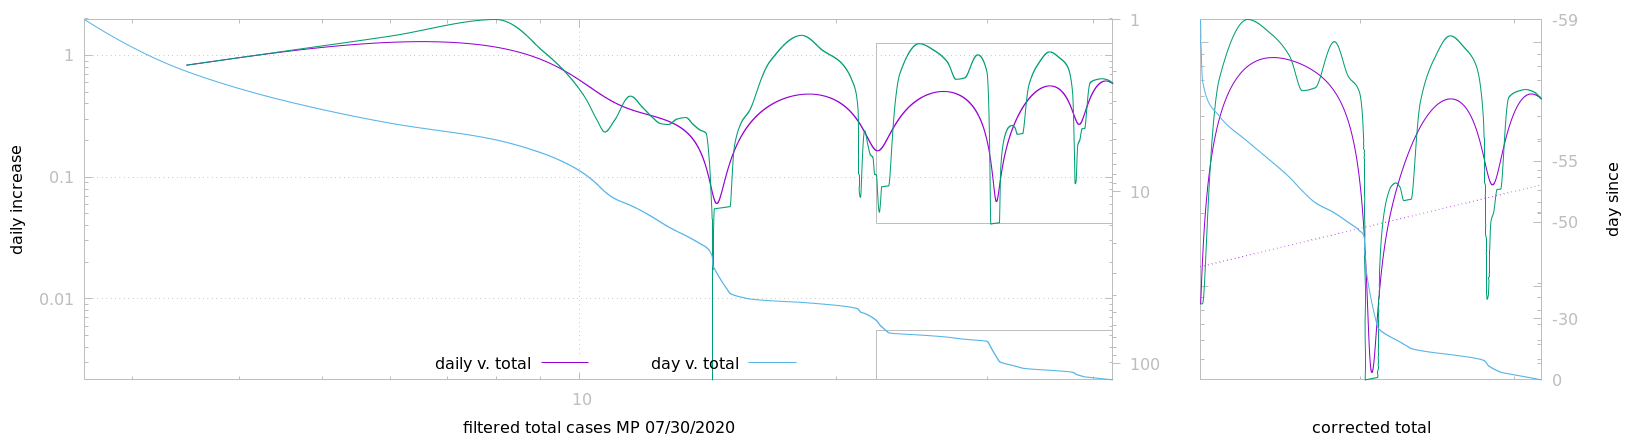 daily increase
1
0.1
0.01
10
1
10
100
daily v. total
day v. total
filtered total cases MP 07/30/2020
-59
-55
-50
-30
0
day since
corrected total